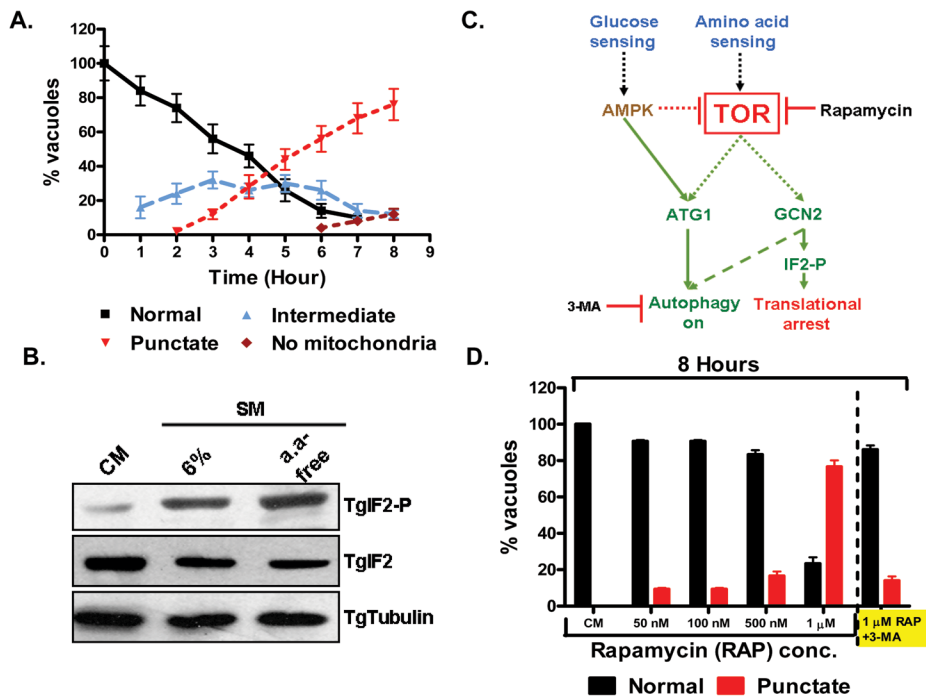 A.
120
100
80
60
40
20
0
% vacuoles
0 1 2 3 4 5 6 7 8 9
Time (Hour)
Normal
Intermediate
Punctate
No mitochondria
B.
SM
CM
6%
a.a-
free
TgIF2-P
TgIF2
TgTubulin
C.
Glucose
sensing
Amino acid
sensing
AMPK
TOR
Rapamycin
ATG1
GCN2
IF2-P
3-MA
Autophagy
on
Translational
arrest
D.
8 Hours
120
100
80
60
40
20
0
% vacuoles
CM
50 nM
100 nM
500 nM
1 μM
1 μM RAP
+3-MA
Rapamycin (RAP) conc.
Normal
Punctate